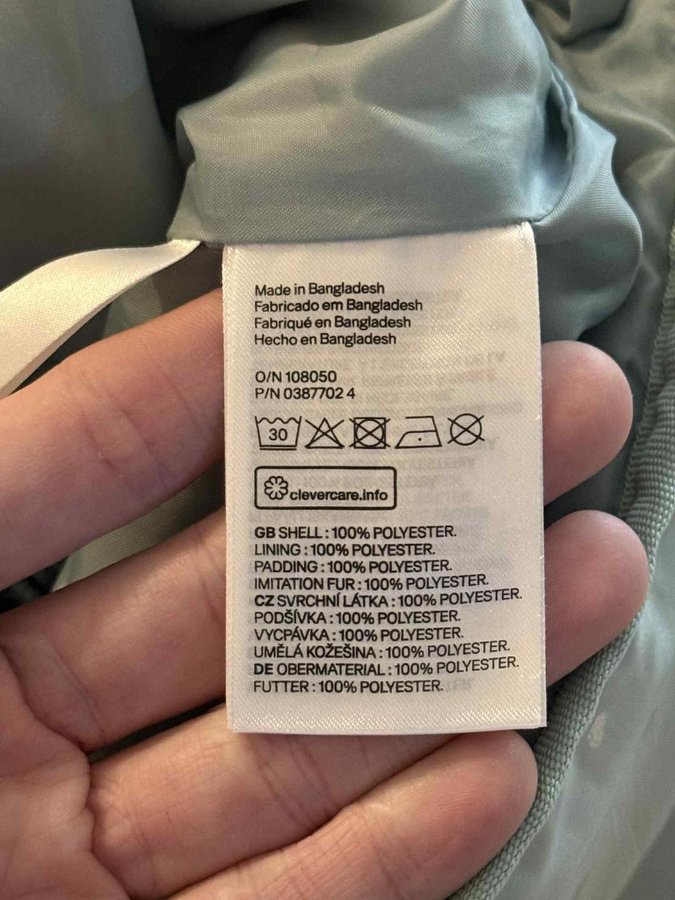 Made in Bangladesh
Fabricado em Bangladesh
Fabriqué en Bangladesh
Hecho en Bangladesh
O/N 108050
P/N 0387702 4
30
clevercare.info
GB SHELL : 100% POLYESTER.
LINING : 100% POLYESTER.
PADDING : 100% POLYESTER.
IMITATION FUR : 100% POLYESTER.
CZ SVRCHNÍ LÁTKA : 100% POLYESTER.
PODŠÍVKA : 100% POLYESTER.
VYCPÁVKA : 100% POLYESTER.
UMĚLÁ KOŽEŠINA : 100% POLYESTER.
DE OBERMATERIAL : 100% POLYESTER.
FUTTER : 100% POLYESTER.